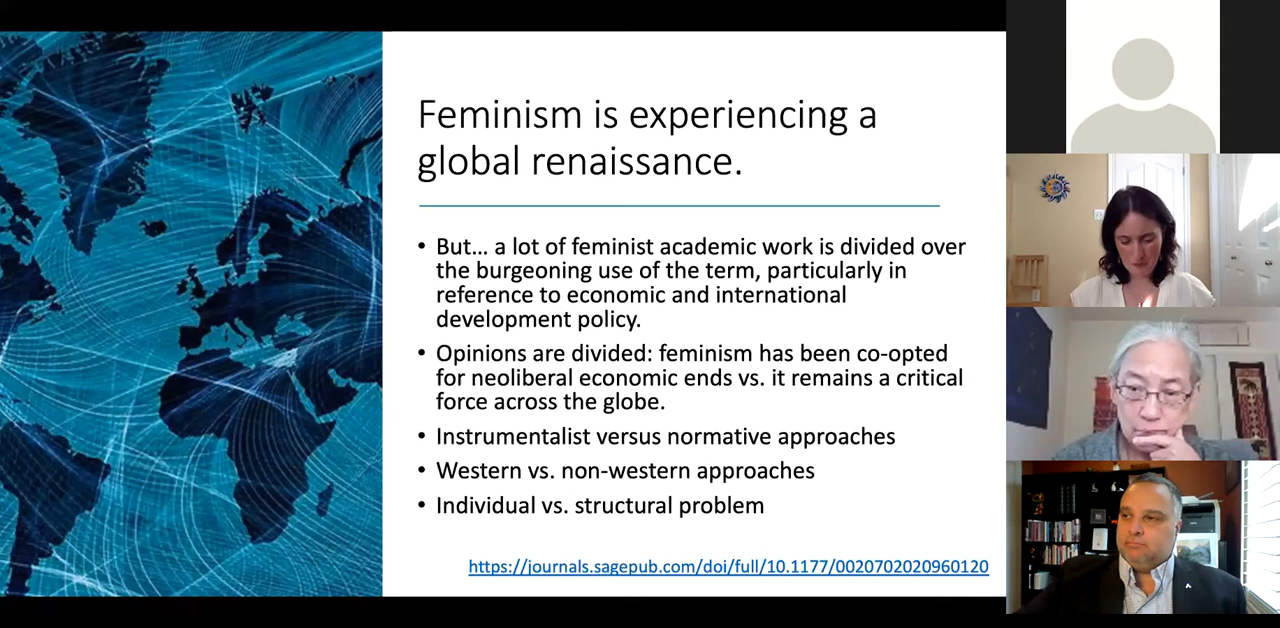 Feminism is experiencing a
global renaissance.
• But... a lot of feminist academic work is divided over
the burgeoning use of the term, particularly in
reference to economic and international
development policy.
• Opinions are divided: feminism has been co-opted
for neoliberal economic ends vs. it remains a critical
force across the globe.
• Instrumentalist versus normative approaches
• Western vs. non-western approaches
• Individual vs. structural problem
https://journals.sagepub.com/doi/full/10.1177/0020702020960120